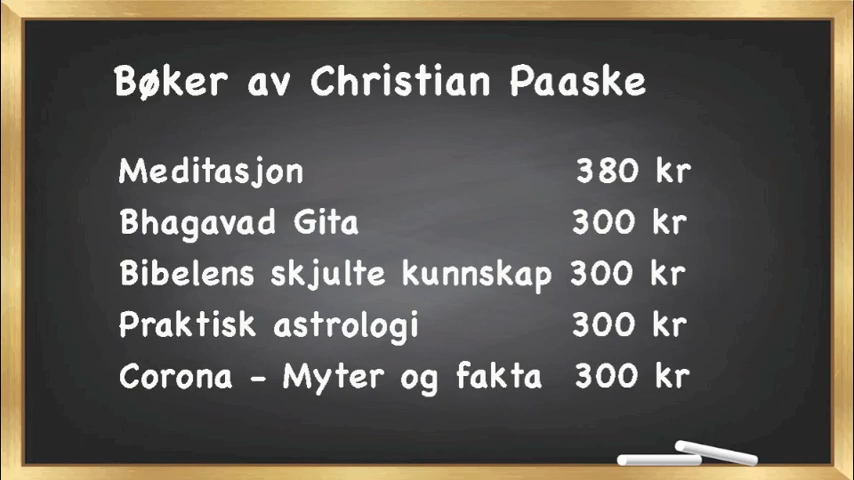 Bøker av Christian Paaske
Meditasjon 380 kr
Bhagavad Gita 300 kr
Bibelens skjulte kunnskap 300 kr
Praktisk astrologi 300 kr
Corona - Myter og fakta 300 kr